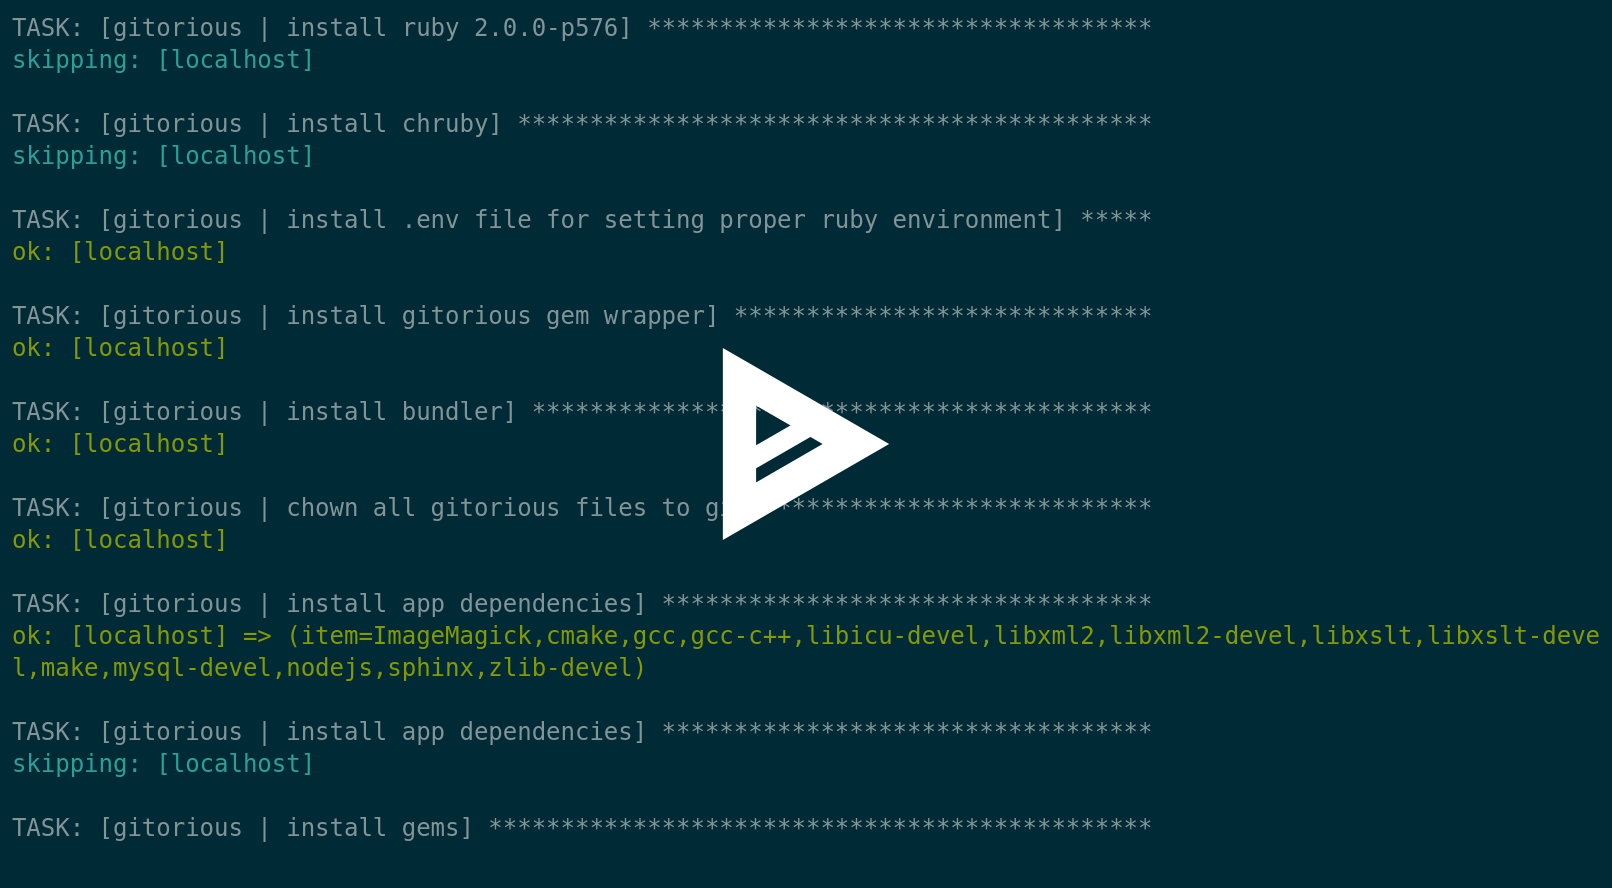 TASK: [gitorious | install ruby 2.0.0-p576] ***********************************
skipping: [localhost]
TASK: [gitorious | install chruby] ********************************************
skipping: [localhost]
TASK: [gitorious | install .env file for setting proper ruby environment] *****
ok: [localhost]
TASK: [gitorious | install gitorious gem wrapper] *****************************
ok: [localhost]
TASK: [gitorious | install bundler] *******************************************
ok: [localhost]
TASK: [gitorious | chown all gitorious files to **************************
ok: [localhost]
TASK: [gitorious | install app dependencies] **********************************
ok: [localhost] => (item=ImageMagick,cmake,gcc,gcc-c++,libicu-devel,libxml2,libxml2-devel,libxslt,libxslt-deve
l,make,mysql-devel,nodejs,sphinx,zlib-devel)
TASK: [gitorious | install app dependencies] **********************************
skipping: [localhost]
TASK: [gitorious | install gems] **********************************************